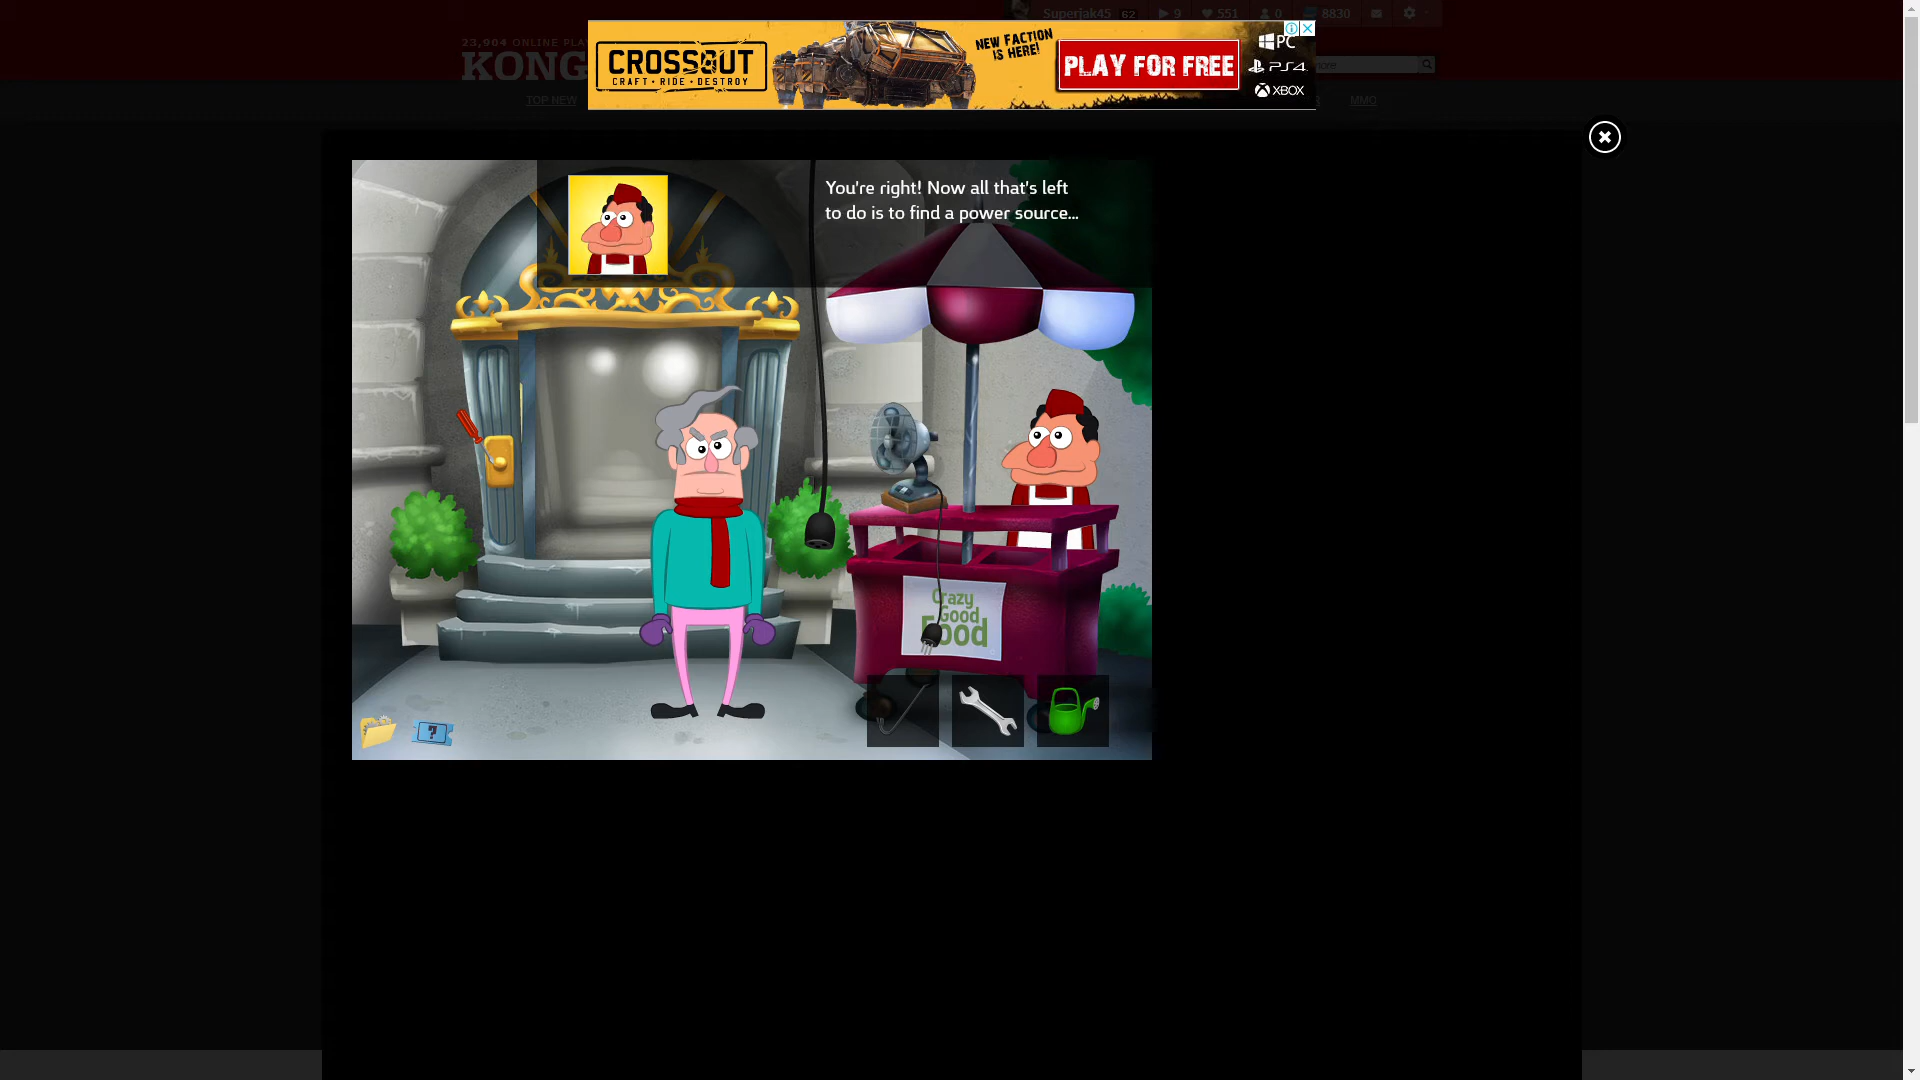 Superjak45 62 9 551 0 8830
23,904 ONLINE PLA
KONG
CROSSOUT
CRAFT • RIDE • DESTROY
NEW FACTION
IS HERE!
PLAY FOR FREE
PC
PS4
XBOX
TOP NEW
MMO
You're right! Now all that's left
to do is to find a power source...
Crazy
Good
Food
?